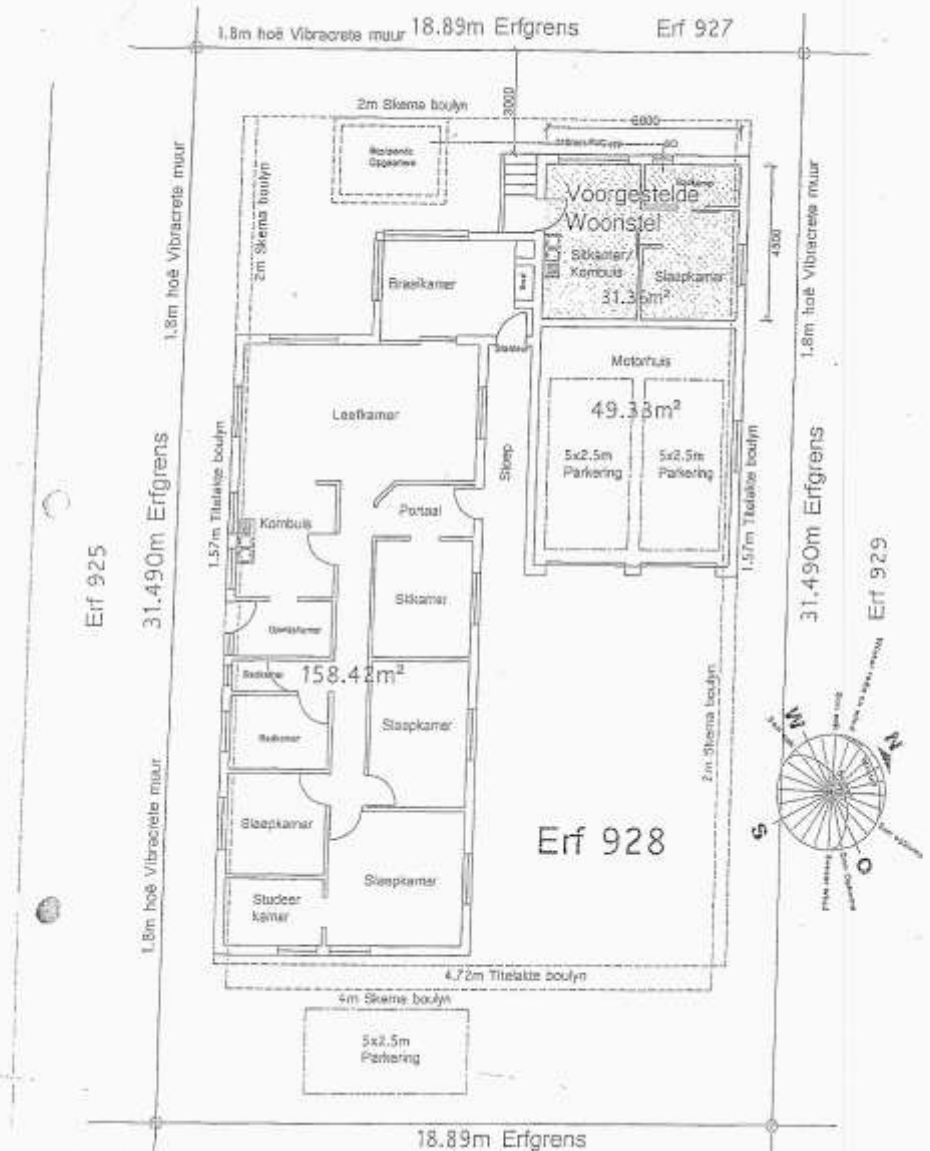 1.8m hoë Vibracrete muur
18.89m Erfgrens
Erf 927
2m Skema boulyn
3000
6800
2m Skema boulyn
1.8m hoë Vibracrete muur
Voorgestelde
Woonstel
Sitkamer/
Kombuis
Slaapkamer
31.36m²
4500
1.8m hoë Vibracrete muur
Braaikamer
Braai
Motorhuis
49.33m²
5x2.5m
Parkering
5x2.5m
Parkering
Leefkamer
Stoep
1.57m Titelakte boulyn
1.57m Titelakte boulyn
Portaal
Kombuis
Sitkamer
Erf 925
31.490m Erfgrens
31.490m Erfgrens
Erf 929
Opwaskamer
Badkamer
158.42m²
Slaapkamer
Badkamer
2m Skema boulyn
1.8m hoë Vibracrete muur
Slaapkamer
Slaapkamer
Studeer
kamer
Erf 928
W
N
S
O
4.72m Titelakte boulyn
4m Skema boulyn
5x2.5m
Parkering
18.89m Erfgrens